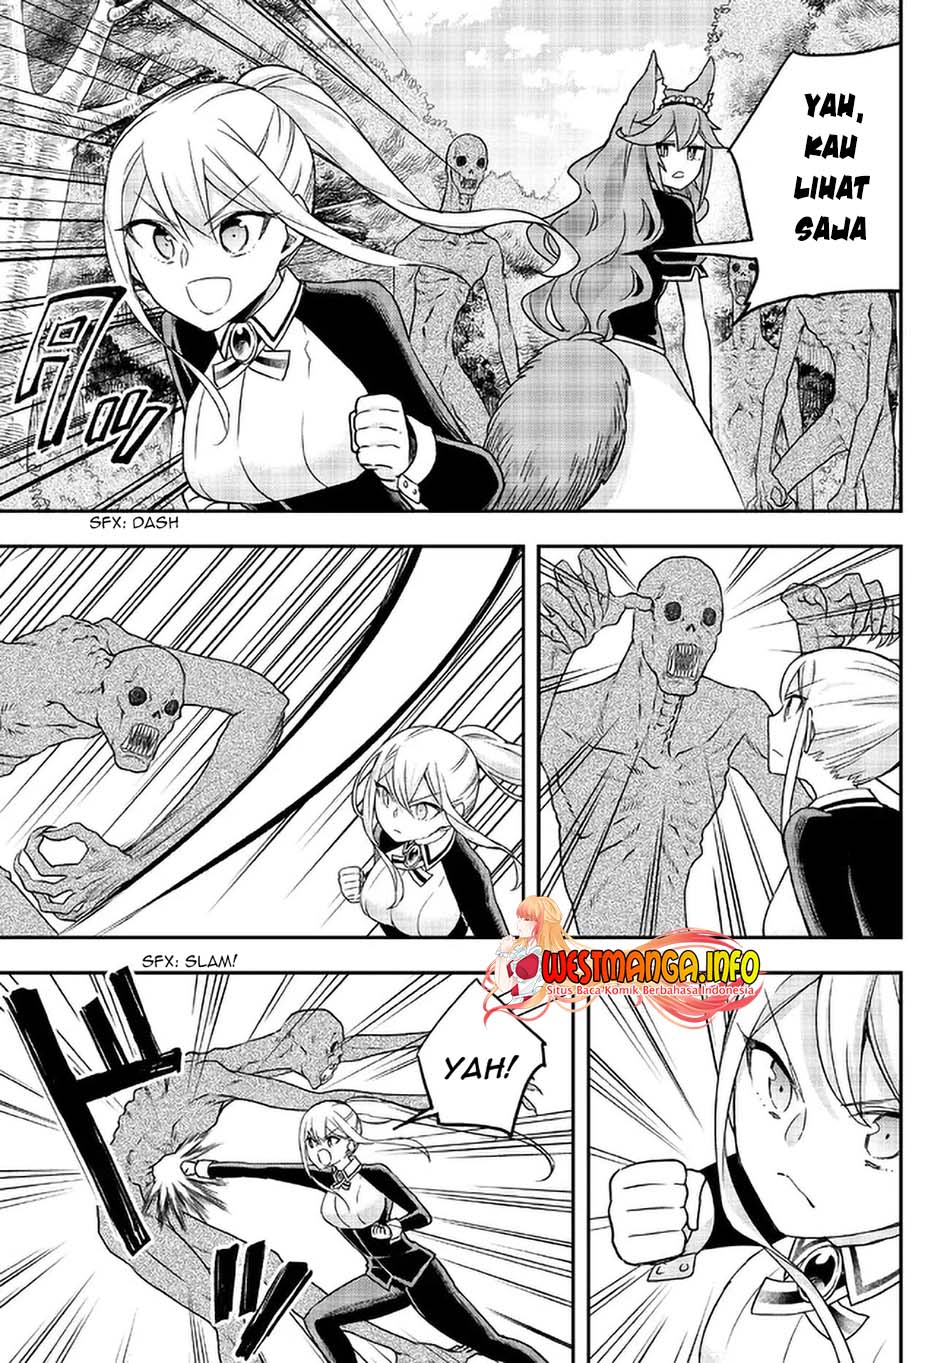 YAH,
KAU
LIHAT
SAJA
SFX: DASH
SFX: SLAM!
WESTMANGA.INFO
Situs Baca Komik Berbahasa Indonesia
YAH!